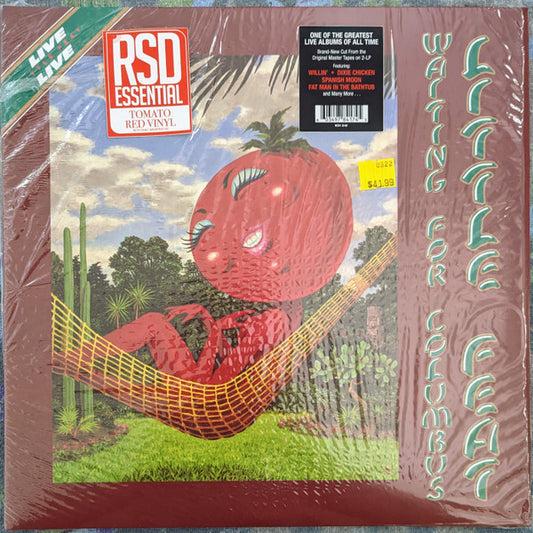 LIVE
LIVE
RSD
ESSENTIAL
TOMATO
RED VINYL
ONE OF THE GREATEST
LIVE ALBUMS OF ALL TIME
Brand-New Cut From the
Original Master Tapes on 2-LP
Featuring:
WILLIN' • DIXIE CHICKEN
SPANISH MOON
FAT MAN IN THE BATHTUB
and Many More . . .
0522
$41.99
LITTLE FEAT
WAITING FOR COLUMBUS